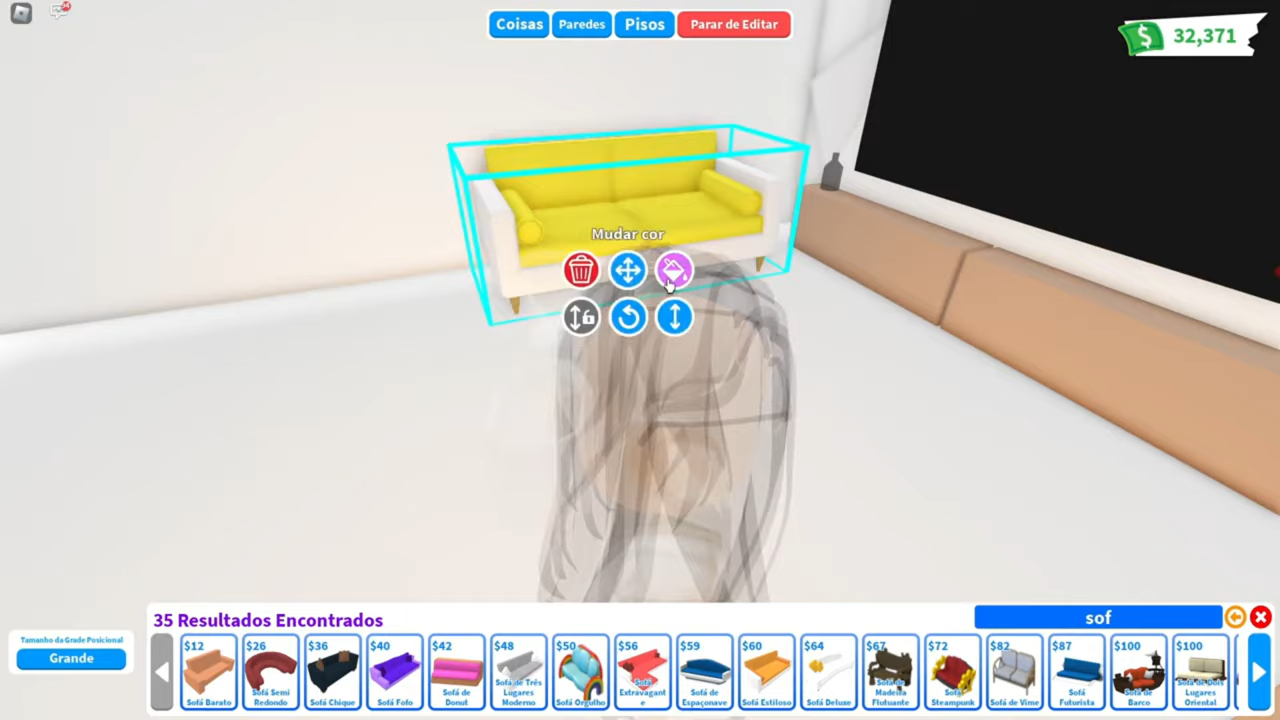 Coisas
Paredes
Pisos
Parar de Editar
$ 32,371
Mudar cor
35 Resultados Encontrados
sof
Tamanho da Grade Posicional
Grande
$12
Sofá Barato
$26
Sofá Semi
Redondo
$36
Sofá Chique
$40
Sofá Fofo
$42
Sofá de
Donut
$48
Sofá de Três
Lugares
Moderno
$50
Sofá Orgulho
$56
Sofá
Extravagant
e
$59
Sofá de
Espaçonave
$60
Sofá Estiloso
$64
Sofá Deluxe
$67
Sofá de
Madeira
Flutuante
$72
Sofá
Steampunk
$82
Sofá de Vime
$87
Sofá
Futurista
$100
Sofá de
Barco
$100
Sofá de Dois
Lugares
Oriental